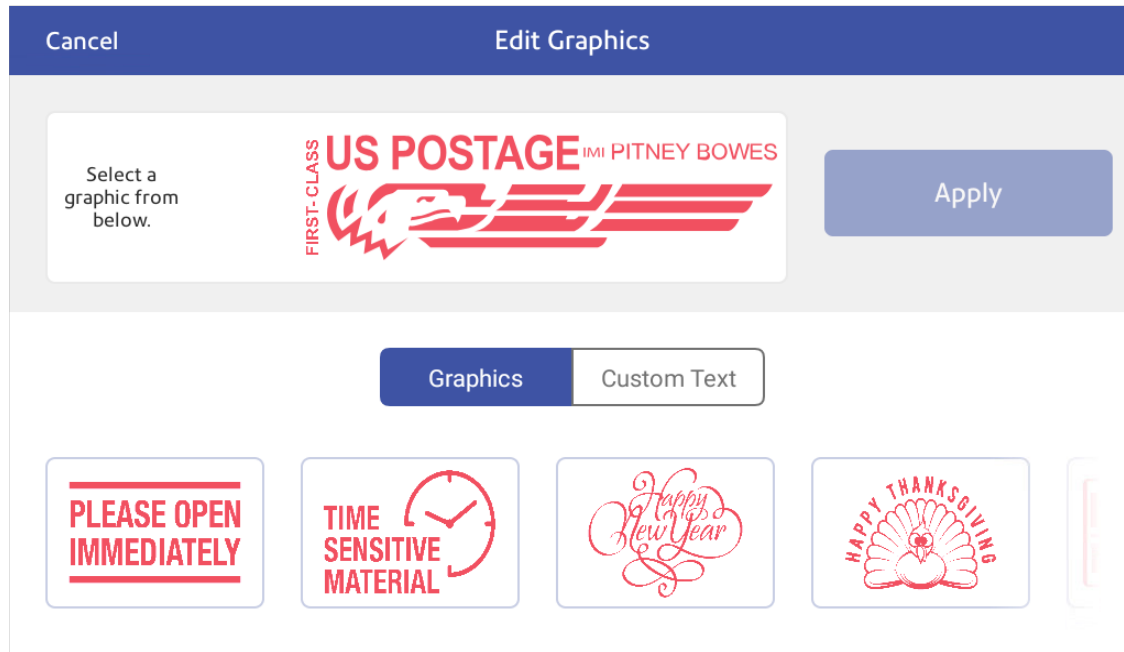 Cancel
Edit Graphics
Select a
graphic from
below.
FIRST- CLASS
US POSTAGE IMI PITNEY BOWES
Apply
Graphics
Custom Text
PLEASE OPEN
IMMEDIATELY
TIME
SENSITIVE
MATERIAL
Happy
New Year
HAPPY THANKSGIVING